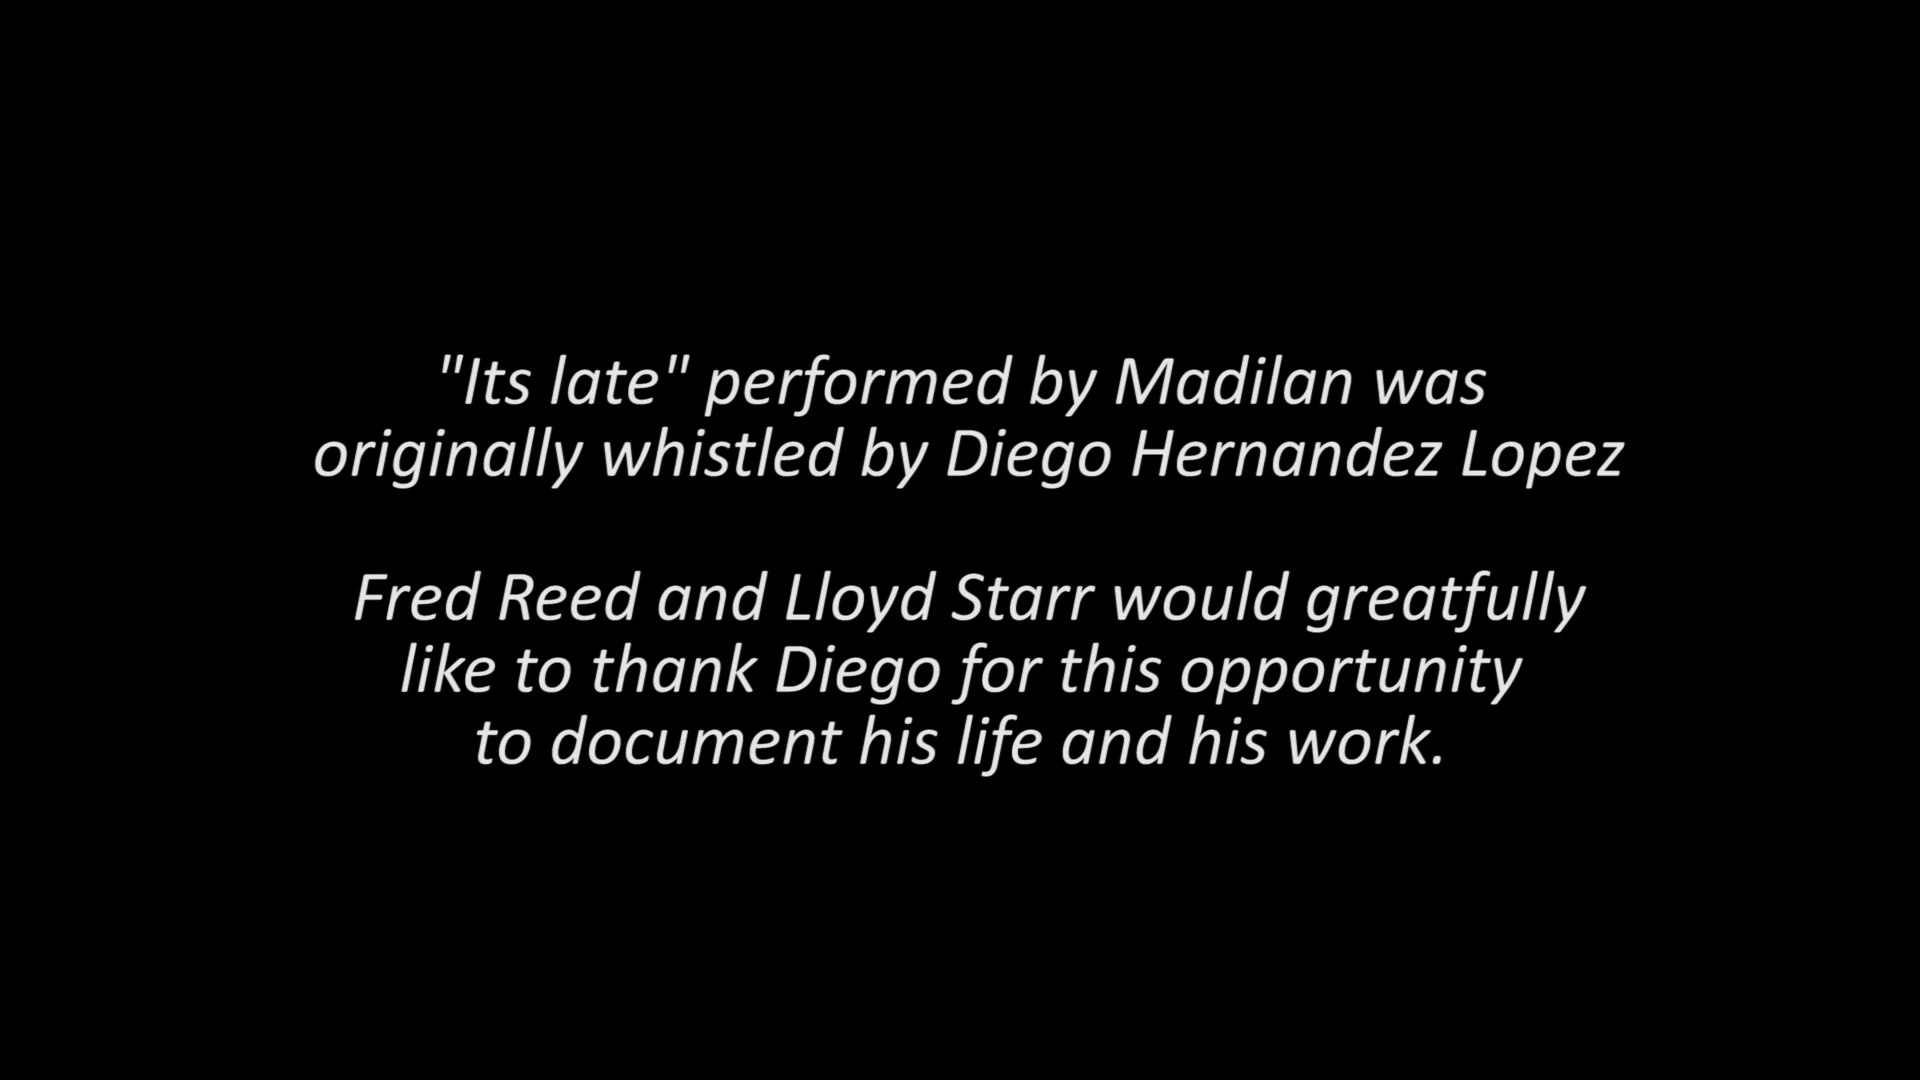 "Its late" performed by Madilan was
originally whistled by Diego Hernandez Lopez
Fred Reed and Lloyd Starr would greatfully
like to thank Diego for this opportunity
to document his life and his work.